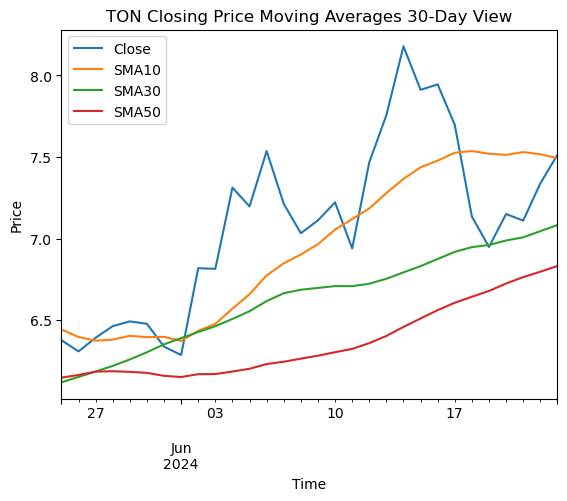 TON Closing Price Moving Averages 30-Day View
Close
SMA10
SMA30
SMA50
8.0
7.5
7.0
6.5
Price
27
03
10
17
Jun
2024
Time